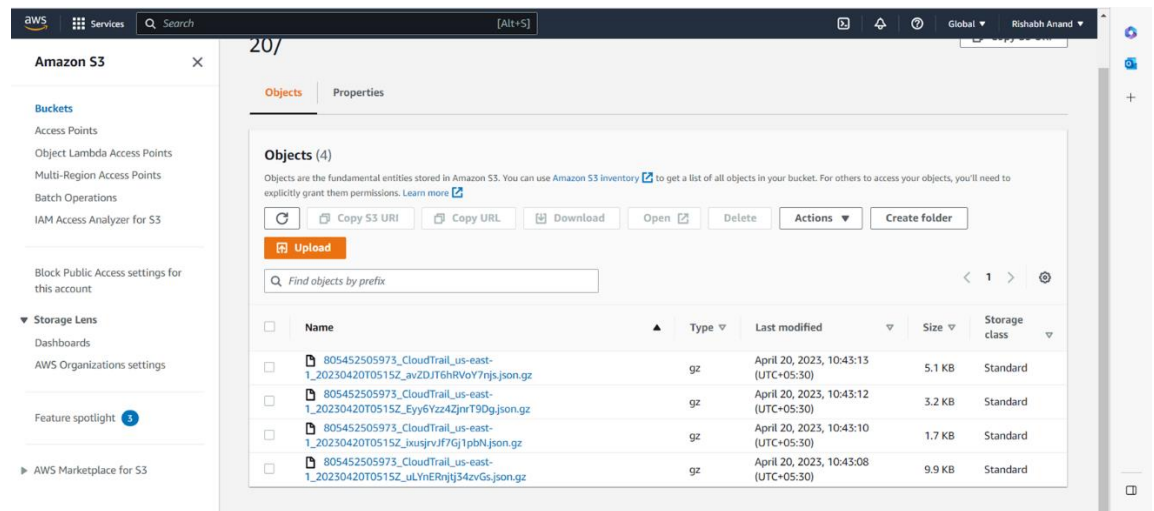 aws Services Search [Alt+S] Global ▼ Rishabh Anand ▼
Amazon S3
20/
Objects Properties
Buckets
Access Points
Object Lambda Access Points
Multi-Region Access Points
Batch Operations
IAM Access Analyzer for S3
Block Public Access settings for
this account
▼ Storage Lens
Dashboards
AWS Organizations settings
Feature spotlight 3
▶ AWS Marketplace for S3
Objects (4)
Objects are the fundamental entities stored in Amazon S3. You can use Amazon S3 inventory to get a list of all objects in your bucket. For others to access your objects, you'll need to
explicitly grant them permissions. Learn more
Copy S3 URI Copy URL Download Open Delete Actions ▼ Create folder
Upload
Find objects by prefix
< 1 >
Name Type Last modified Size Storage
class
805452505973_CloudTrail_us-east-
1_20230420T0515Z_avZDJT6hRVoY7njs.json.gz gz April 20, 2023, 10:43:13
(UTC+05:30) 5.1 KB Standard
805452505973_CloudTrail_us-east-
1_20230420T0515Z_Eyy6Yzz4ZjnrT9Dg.json.gz gz April 20, 2023, 10:43:12
(UTC+05:30) 3.2 KB Standard
805452505973_CloudTrail_us-east-
1_20230420T0515Z_ixusjrvJf7Gj1pbN.json.gz gz April 20, 2023, 10:43:10
(UTC+05:30) 1.7 KB Standard
805452505973_CloudTrail_us-east-
1_20230420T0515Z_uLYnERnjtj34zvGs.json.gz gz April 20, 2023, 10:43:08
(UTC+05:30) 9.9 KB Standard